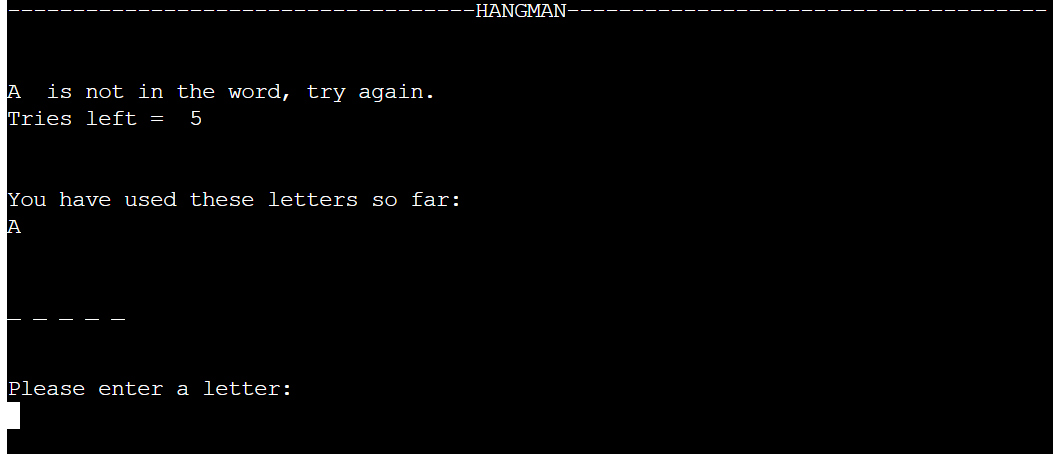 ------------------------------------HANGMAN-------------------------------------
A  is not in the word, try again.
Tries left =  5
You have used these letters so far:
A
_ _ _ _ _
Please enter a letter: